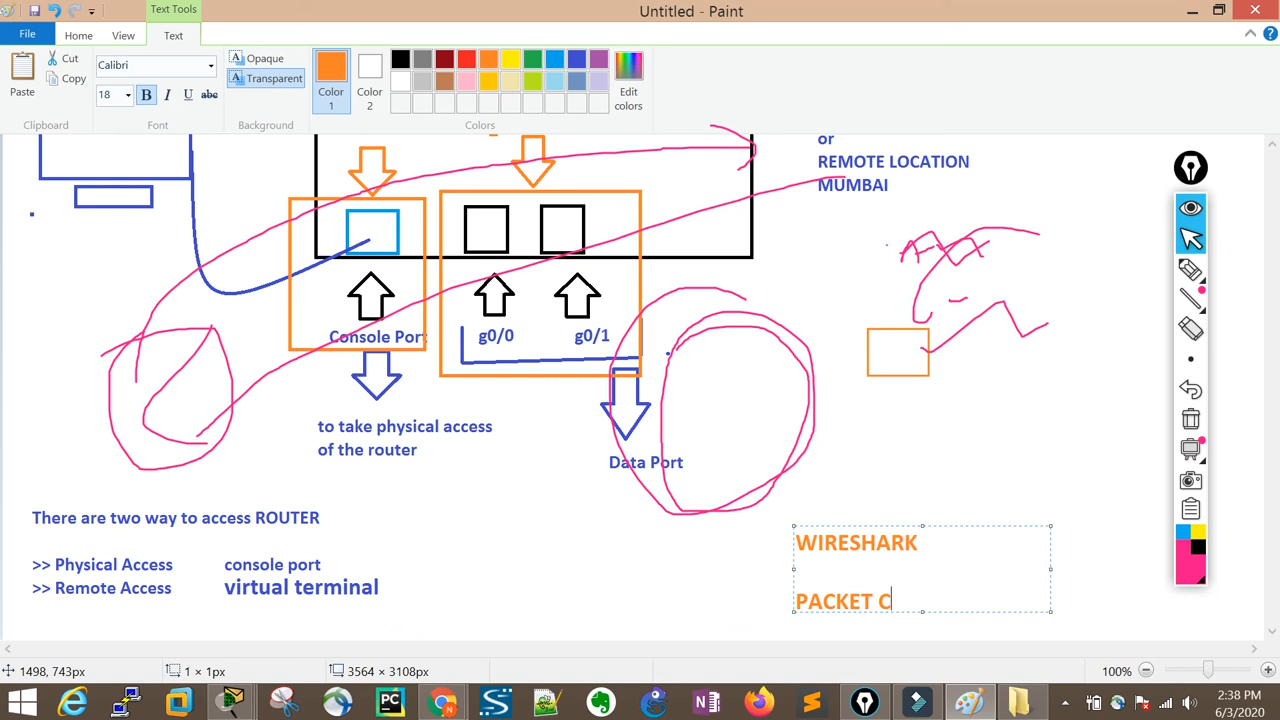 Text Tools
Untitled - Paint
File
Home
View
Text
Paste
Cut
Copy
Clipboard
Calibri
18
B I U abc
Font
Opaque
Transparent
Background
Color 1
Color 2
Edit colors
Colors
or
REMOTE LOCATION
MUMBAI
Console Port
g0/0
g0/1
to take physical access
of the router
Data Port
There are two way to access ROUTER
>> Physical Access console port
>> Remote Access virtual terminal
WIRESHARK
PACKET C
1498, 743px
1 × 1px
3564 × 3108px
100%
PC
N
2:38 PM
6/3/2020